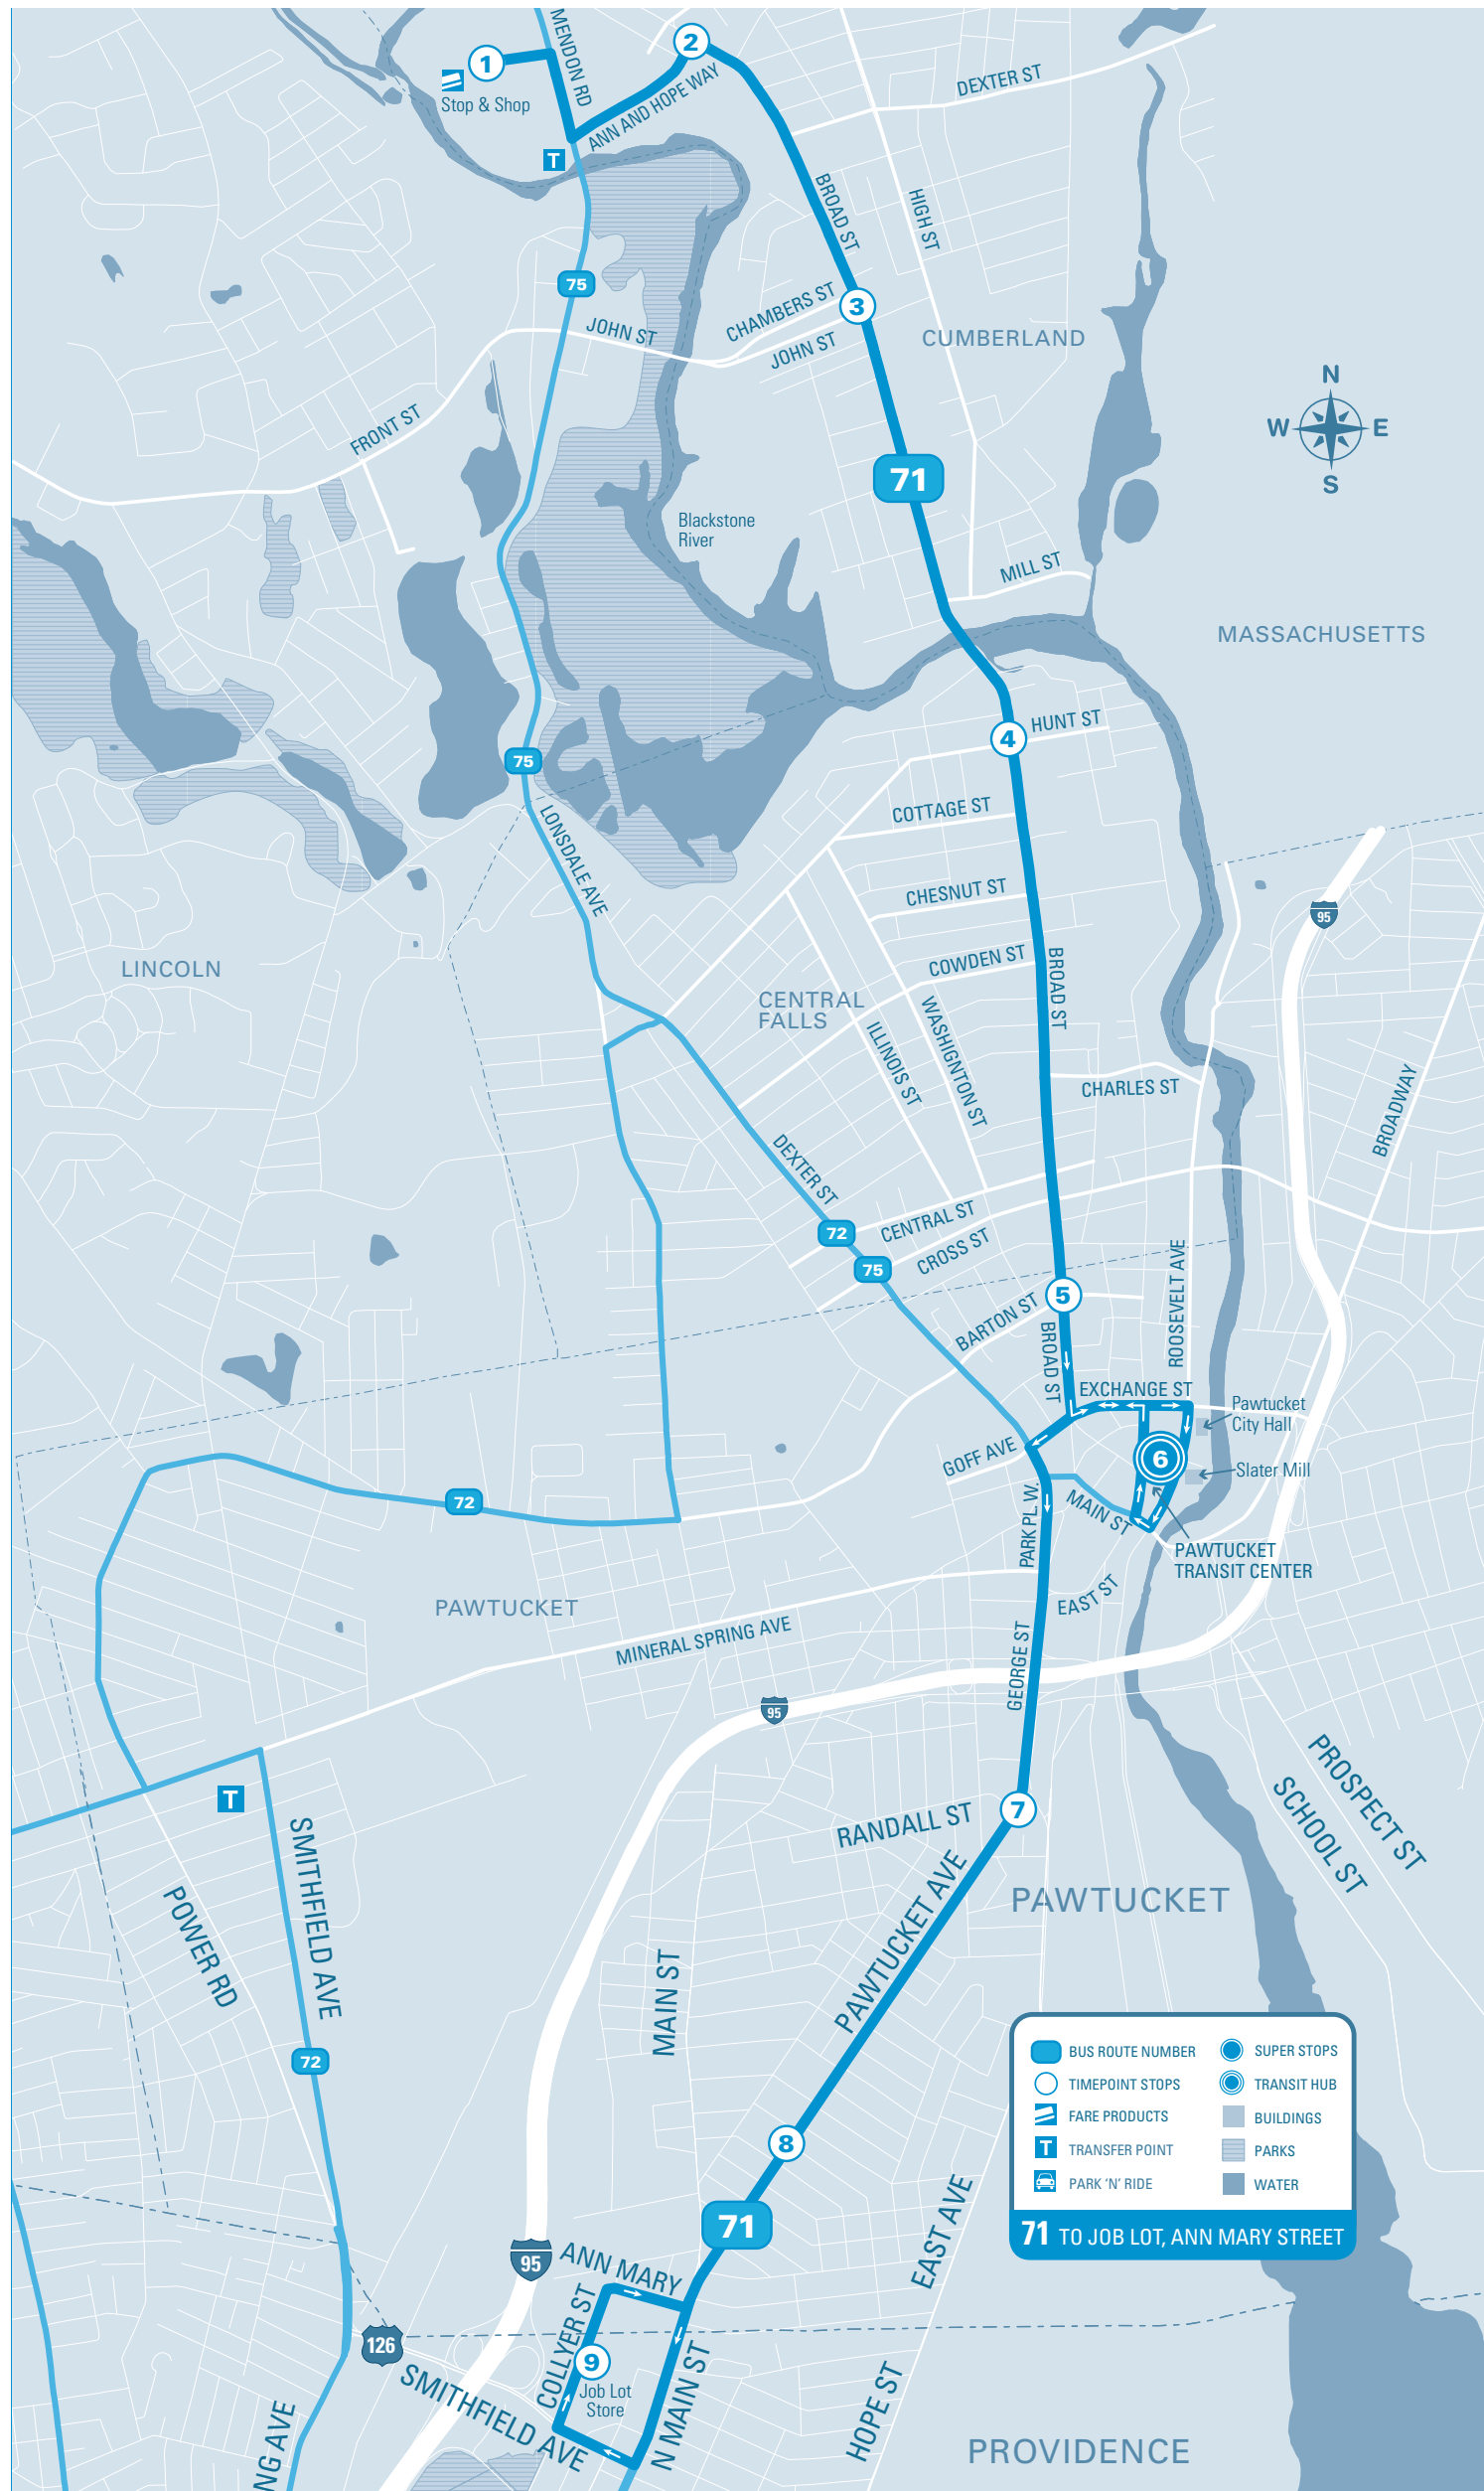 MENDON RD
1
2
Stop & Shop
ANN AND HOPE WAY
DEXTER ST
T
BROAD ST
HIGH ST
75
CHAMBERS ST
3
JOHN ST
JOHN ST
CUMBERLAND
N
W E
S
FRONT ST
71
Blackstone
River
MILL ST
MASSACHUSETTS
4
HUNT ST
75
COTTAGE ST
LONSDALE AVE
CHESNUT ST
95
COWDEN ST
BROAD ST
LINCOLN
CENTRAL
FALLS
ILLINOIS ST
WASHIGNTON ST
CHARLES ST
BROADWAY
DEXTER ST
72
CENTRAL ST
75
CROSS ST
ROOSEVELT AVE
5
BARTON ST
BROAD ST
EXCHANGE ST
Pawtucket
City Hall
GOFF AVE
6
Slater Mill
72
PARK PL. W.
MAIN ST
PAWTUCKET
TRANSIT CENTER
PAWTUCKET
EAST ST
MINERAL SPRING AVE
GEORGE ST
95
PROSPECT ST
SCHOOL ST
T
7
RANDALL ST
SMITHFIELD AVE
PAWTUCKET AVE
POWER RD
PAWTUCKET
MAIN ST
72
BUS ROUTE NUMBER
TIMEPOINT STOPS
FARE PRODUCTS
T TRANSFER POINT
PARK 'N' RIDE
SUPER STOPS
TRANSIT HUB
BUILDINGS
PARKS
WATER
71 TO JOB LOT, ANN MARY STREET
8
71
EAST AVE
95
ANN MARY
COLLYER ST
126
9
Job Lot
Store
SMITHFIELD AVE
N MAIN ST
HOPE ST
NG AVE
PROVIDENCE